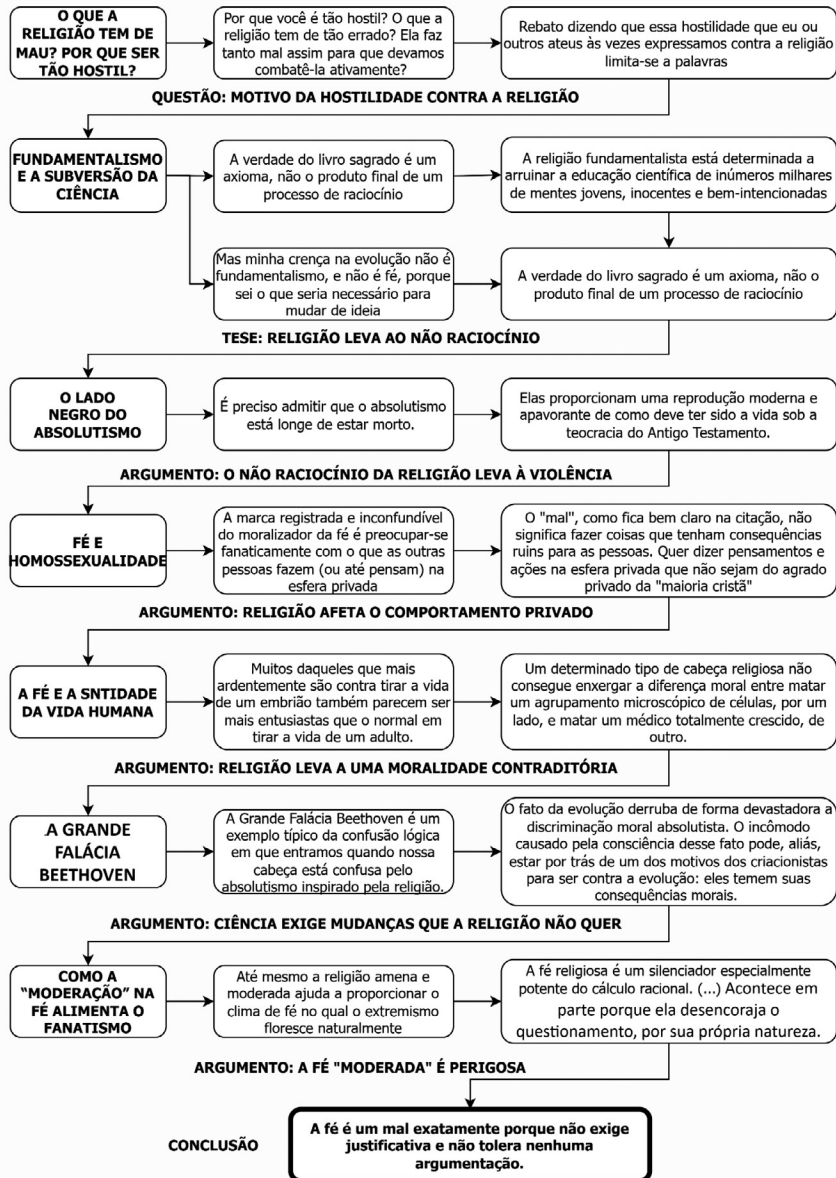 O QUE A
RELIGIÃO TEM DE
MAU? POR QUE SER
TÃO HOSTIL?
Por que você é tão hostil? O que a
religião tem de tão errado? Ela faz
tanto mal assim para que devamos
combatê-la ativamente?
Rebato dizendo que essa hostilidade que eu ou
outros ateus às vezes expressamos contra a religião
limita-se a palavras
QUESTÃO: MOTIVO DA HOSTILIDADE CONTRA A RELIGIÃO
FUNDAMENTALISMO
E A SUBVERSÃO DA
CIÊNCIA
A verdade do livro sagrado é um
axioma, não o produto final de um
processo de raciocínio
A religião fundamentalista está determinada a
arruinar a educação científica de inúmeros milhares
de mentes jovens, inocentes e bem-intencionadas
Mas minha crença na evolução não é
fundamentalismo, e não é fé, porque
sei o que seria necessário para
mudar de ideia
A verdade do livro sagrado é um axioma, não o
produto final de um processo de raciocínio
TESE: RELIGIÃO LEVA AO NÃO RACIOCÍNIO
O LADO
NEGRO DO
ABSOLUTISMO
É preciso admitir que o absolutismo
está longe de estar morto.
Elas proporcionam uma reprodução moderna e
apavorante de como deve ter sido a vida sob a
teocracia do Antigo Testamento.
ARGUMENTO: O NÃO RACIOCÍNIO DA RELIGIÃO LEVA À VIOLÊNCIA
FÉ E
HOMOSSEXUALIDADE
A marca registrada e inconfundível
do moralizador da fé é preocupar-se
fanaticamente com o que as outras
pessoas fazem (ou até pensam) na
esfera privada
O "mal", como fica bem claro na citação, não
significa fazer coisas que tenham consequências
ruins para as pessoas. Quer dizer pensamentos e
ações na esfera privada que não sejam do agrado
privado da "maioria cristã"
ARGUMENTO: RELIGIÃO AFETA O COMPORTAMENTO PRIVADO
A FÉ E A SNTIDADE
DA VIDA HUMANA
Muitos daqueles que mais
ardentemente são contra tirar a vida
de um embrião também parecem ser
mais entusiastas que o normal em
tirar a vida de um adulto.
Um determinado tipo de cabeça religiosa não
consegue enxergar a diferença moral entre matar
um agrupamento microscópico de células, por um
lado, e matar um médico totalmente crescido, de
outro.
ARGUMENTO: RELIGIÃO LEVA A UMA MORALIDADE CONTRADITÓRIA
.A GRANDE
FALÁCIA
BEETHOVEN
A Grande Falácia Beethoven é um
exemplo típico da confusão lógica
em que entramos quando nossa
cabeça está confusa pelo
absolutismo inspirado pela religião.
O fato da evolução derruba de forma devastadora a
discriminação moral absolutista. O incômodo
causado pela consciência desse fato pode, aliás,
estar por trás de um dos motivos dos criacionistas
para ser contra a evolução: eles temem suas
consequências morais.
ARGUMENTO: CIÊNCIA EXIGE MUDANÇAS QUE A RELIGIÃO NÃO QUER
COMO A
“MODERAÇÃO” NA
FÉ ALIMENTA O
FANATISMO
Até mesmo a religião amena e
moderada ajuda a proporcionar o
clima de fé no qual o extremismo
floresce naturalmente
A fé religiosa é um silenciador especialmente
potente do cálculo racional. (...) Acontece em
parte porque ela desencoraja o
questionamento, por sua própria natureza.
ARGUMENTO: A FÉ "MODERADA" É PERIGOSA
CONCLUSÃO
A fé é um mal exatamente porque não exige
justificativa e não tolera nenhuma
argumentação.